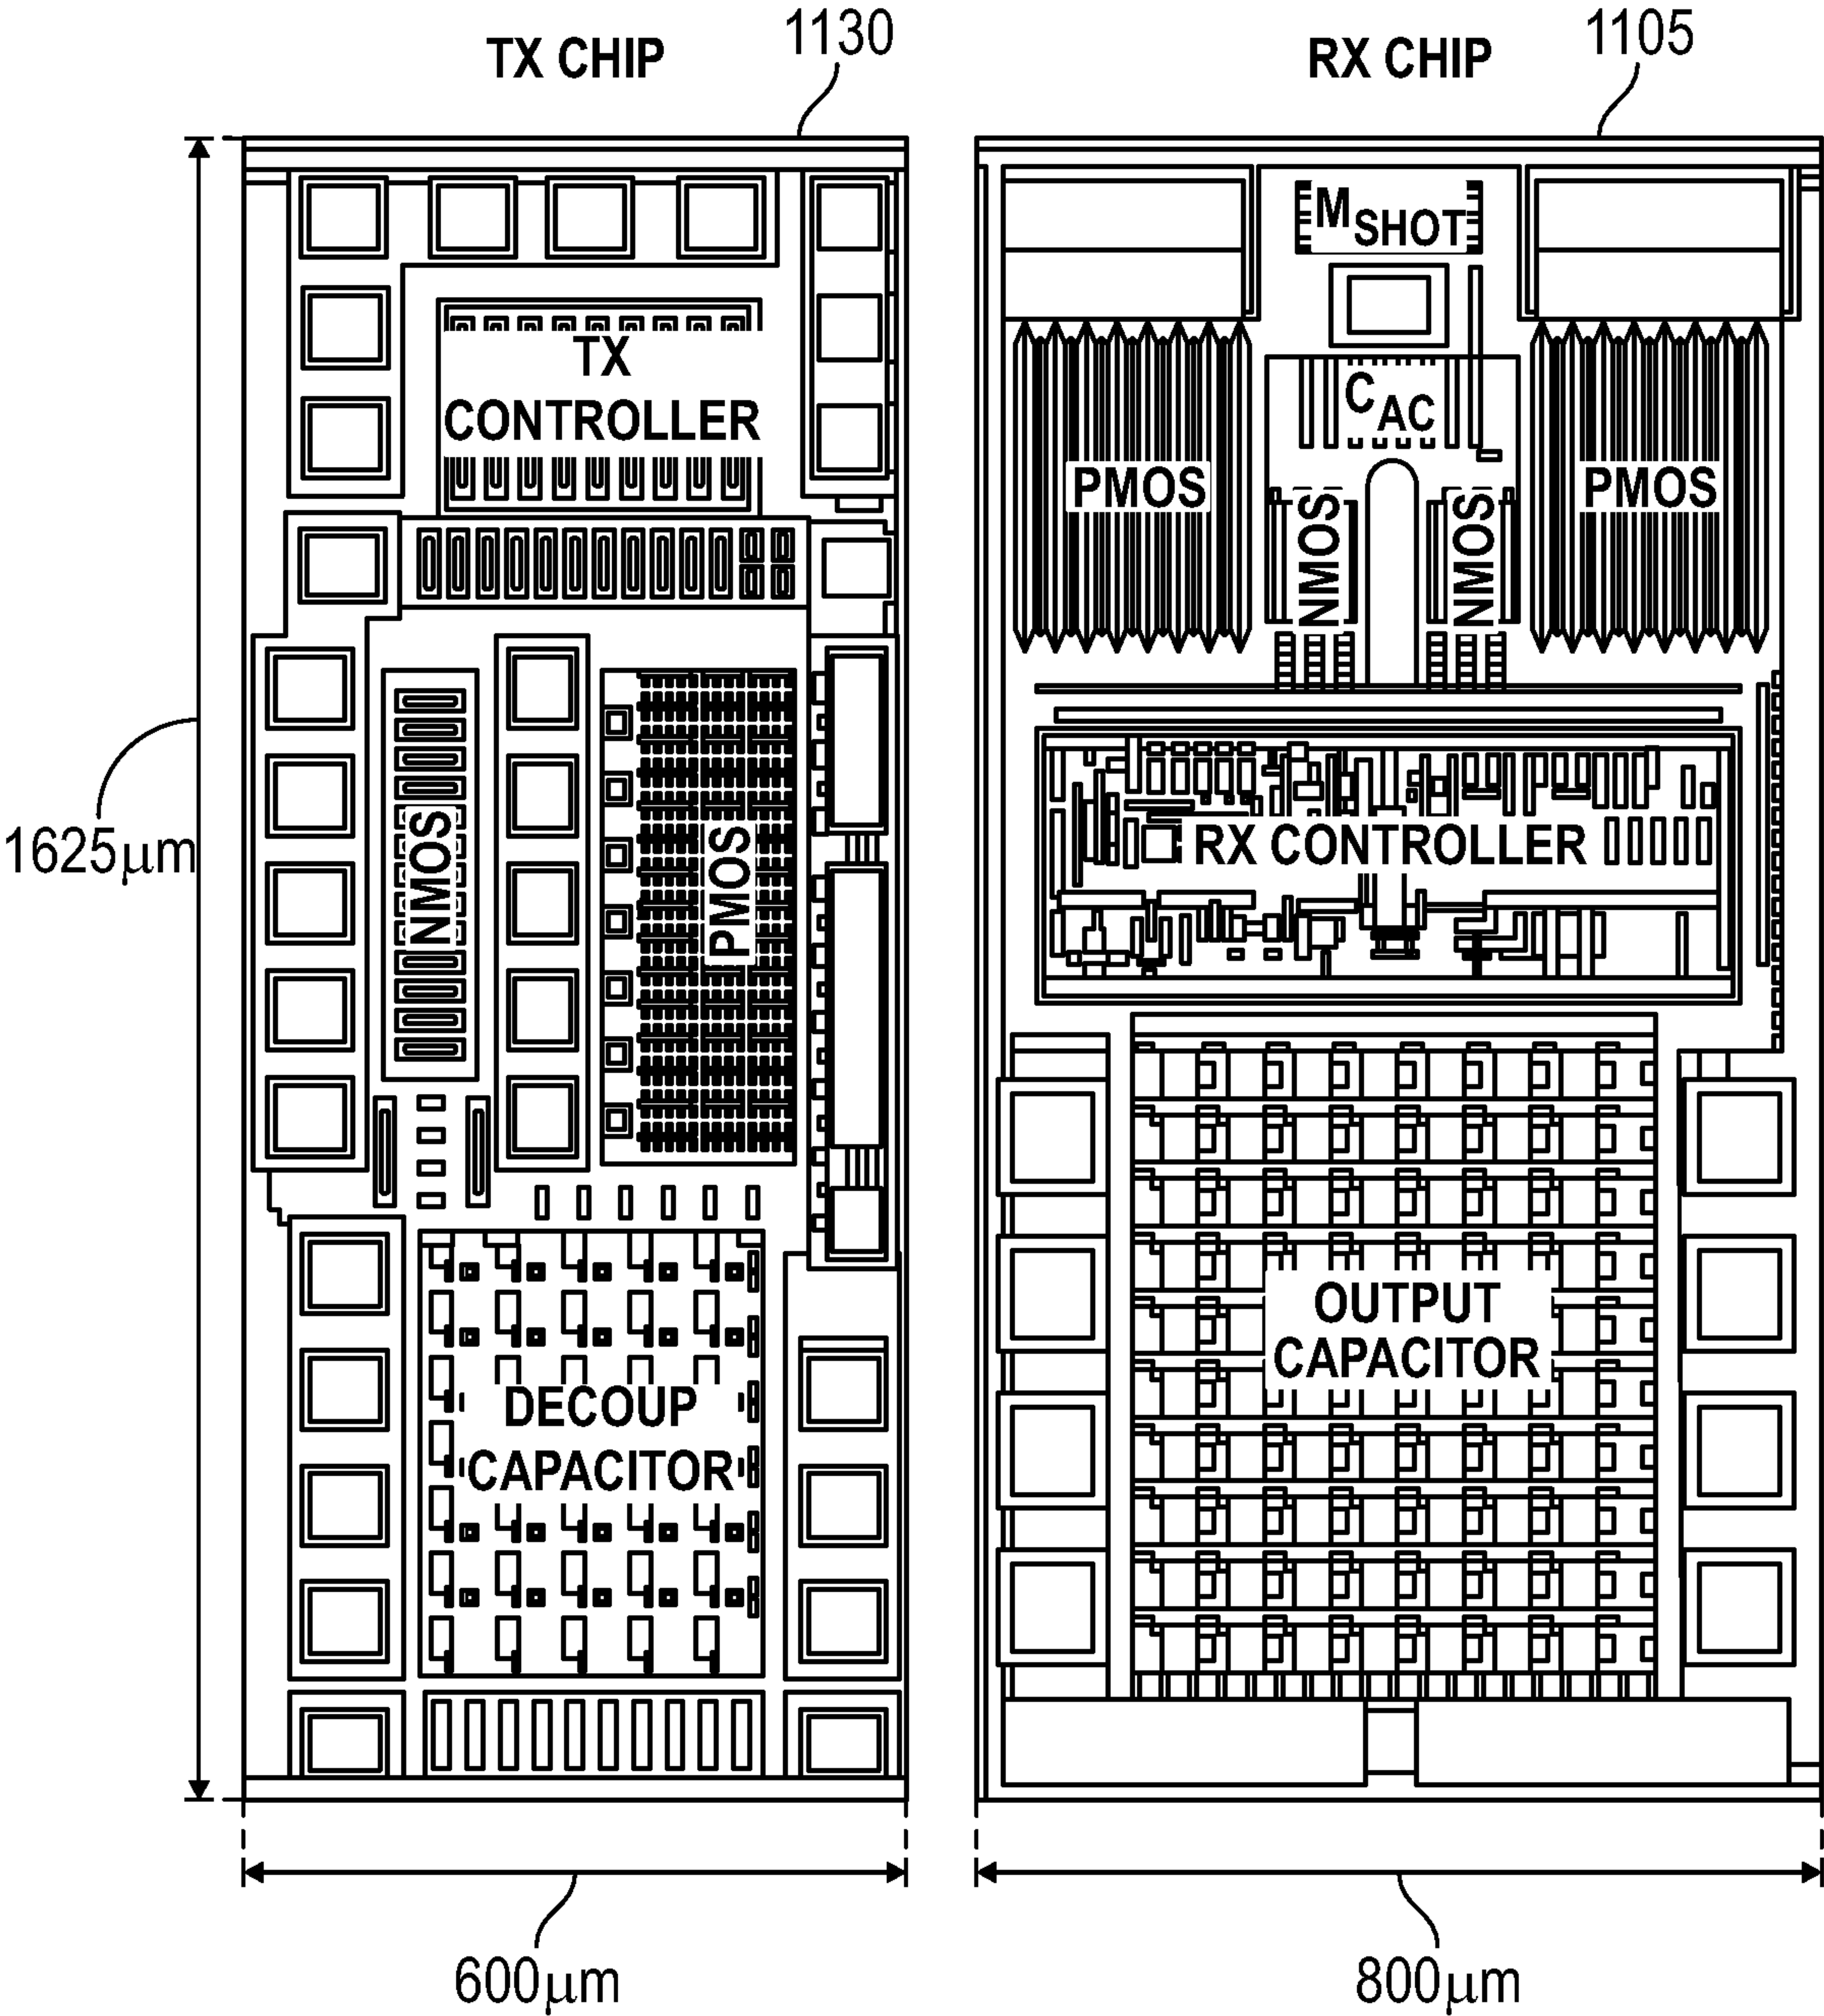 TX CHIP
1130
RX CHIP
1105
TX
CONTROLLER
NMOS
PMOS
DECOUP
CAPACITOR
1625μm
600μm
MSHOT
CAC
PMOS
NMOS
NMOS
PMOS
RX CONTROLLER
OUTPUT
CAPACITOR
800μm